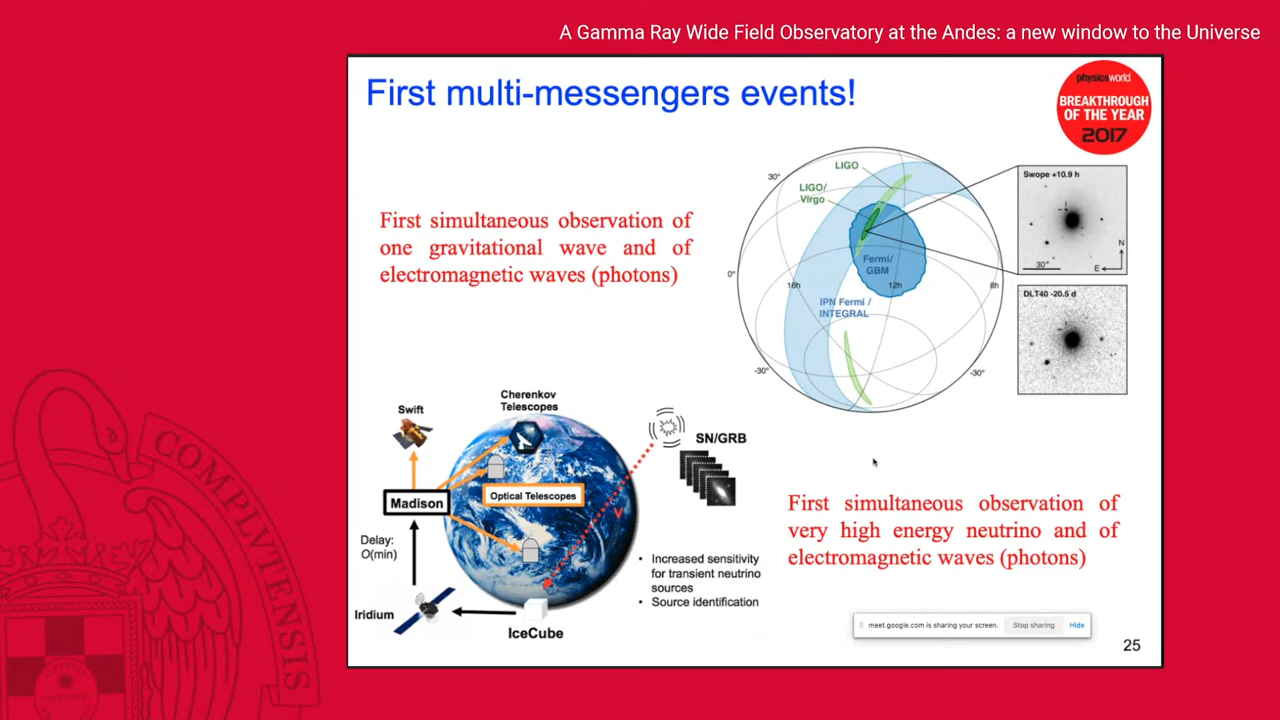 A Gamma Ray Wide Field Observatory at the Andes: a new window to the Universe
First multi-messengers events!
physicsworld
BREAKTHROUGH
OF THE YEAR
2017
First simultaneous observation of
one gravitational wave and of
electromagnetic waves (photons)
LIGO
LIGO/
Virgo
30°
0°
Fermi/
GBM
16h
12h
8h
IPN Fermi /
INTEGRAL
-30°
-30°
Swope +10.9 h
N
E
30"
DLT40 -20.5 d
Cherenkov
Telescopes
Swift
SN/GRB
Madison
Optical Telescopes
Delay:
O(min)
Iridium
IceCube
ν
• Increased sensitivity
for transient neutrino
sources
• Source identification
First simultaneous observation of
very high energy neutrino and of
electromagnetic waves (photons)
meet.google.com is sharing your screen.
Stop sharing
Hide
25
COMPLVTENSIS